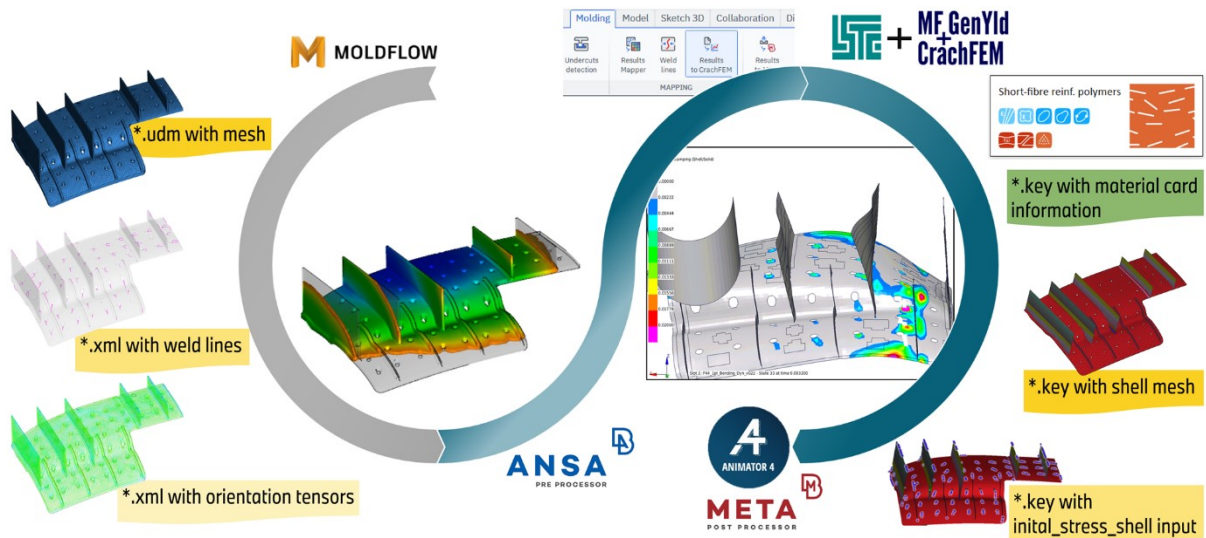 MOLDFLOW
*.udm with mesh
*.xml with weld lines
*.xml with orientation tensors
Molding Model Sketch 3D Collaboration
Undercuts detection
Results Mapper
Weld lines
Results to CrachFEM
Results
MAPPING
+
MF GenYld
+
CrachFEM
Short-fibre reinf. polymers
*.key with material card
information
*.key with shell mesh
*.key with
inital_stress_shell input
ANSA
PRE PROCESSOR
A4
ANIMATOR 4
META
POST PROCESSOR